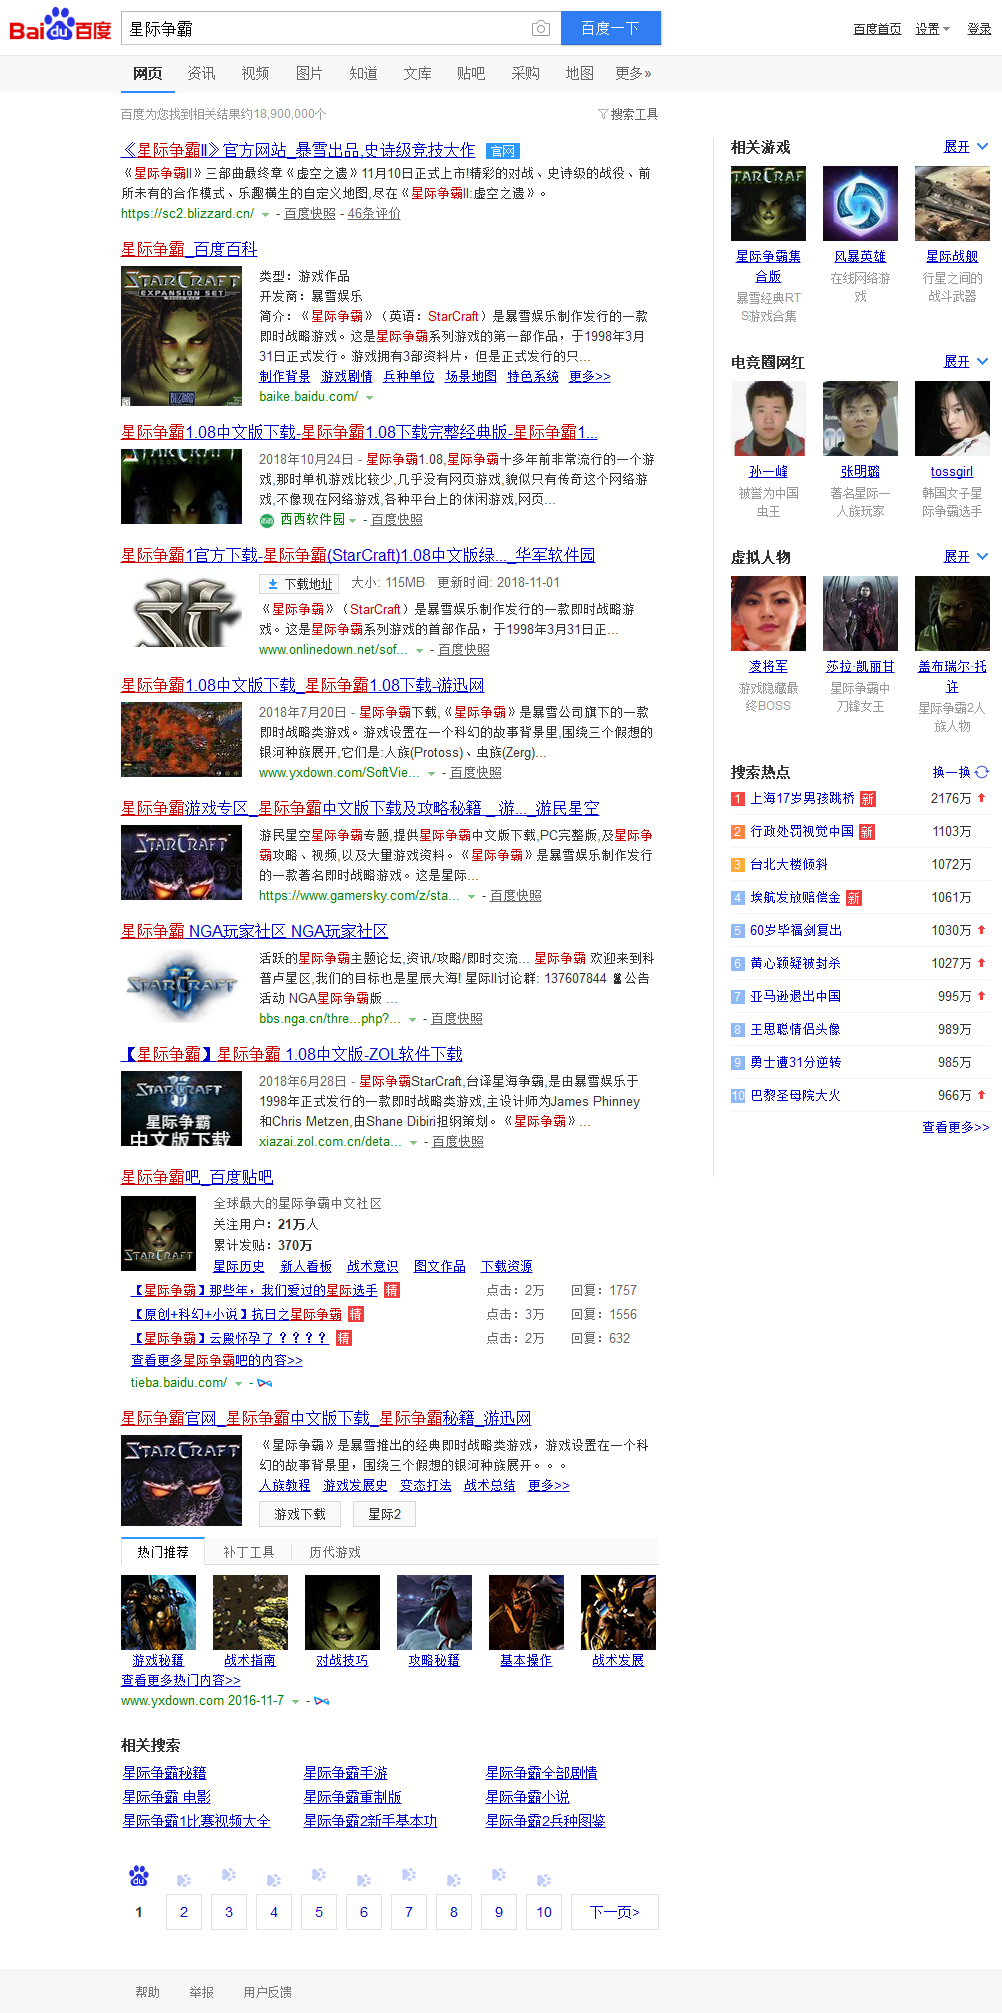 Bai du 百度
星际争霸
百度一下
百度首页 设置 登录
网页 资讯 视频 图片 知道 文库 贴吧 采购 地图 更多»
百度为您找到相关结果约18,900,000个
搜索工具
《星际争霸II》官方网站_暴雪出品,史诗级竞技大作 官网
《星际争霸II》三部曲最终章《虚空之遗》11月10日正式上市!精彩的对战、史诗级的战役、前
所未有的合作模式、乐趣横生的自定义地图,尽在《星际争霸II:虚空之遗》。
https://sc2.blizzard.cn/ - 百度快照 - 46条评价
星际争霸_百度百科
STARCRAFT
EXPANSION SET
BLIZZARD
类型：游戏作品
开发商：暴雪娱乐
简介：《星际争霸》（英语：StarCraft）是暴雪娱乐制作发行的一款
即时战略游戏。这是星际争霸系列游戏的第一部作品，于1998年3月
31日正式发行。游戏拥有3部资料片，但是正式发行的只...
制作背景 游戏剧情 兵种单位 场景地图 特色系统 更多>>
baike.baidu.com/
星际争霸1.08中文版下载-星际争霸1.08下载完整经典版-星际争霸1...
2018年10月24日 - 星际争霸1.08,星际争霸十多年前非常流行的一个游
戏,那时单机游戏比较少,几乎没有网页游戏,貌似只有传奇这个网络游
戏,不像现在网络游戏,各种平台上的休闲游戏,网页...
西西软件园 - 百度快照
星际争霸1官方下载-星际争霸(StarCraft)1.08中文版绿..._华军软件园
下载地址 大小: 115MB 更新时间: 2018-11-01
《星际争霸》（StarCraft）是暴雪娱乐制作发行的一款即时战略游
戏。这是星际争霸系列游戏的首部作品，于1998年3月31日正...
www.onlinedown.net/sof... - 百度快照
星际争霸1.08中文版下载_星际争霸1.08下载-游迅网
2018年7月20日 - 星际争霸下载,《星际争霸》是暴雪公司旗下的一款
即时战略类游戏。游戏设置在一个科幻的故事背景里,围绕三个假想的
银河种族展开,它们是:人族(Protoss)、虫族(Zerg)...
www.yxdown.com/SoftVie... - 百度快照
星际争霸游戏专区_星际争霸中文版下载及攻略秘籍 _游..._游民星空
STARCRAFT
游民星空星际争霸专题,提供星际争霸中文版下载,PC完整版,及星际争
霸攻略、视频,以及大量游戏资料。《星际争霸》是暴雪娱乐制作发行
的一款著名即时战略游戏。这是星际...
https://www.gamersky.com/z/sta... - 百度快照
星际争霸 NGA玩家社区 NGA玩家社区
STARCRAFT
活跃的星际争霸主题论坛,资讯/攻略/即时交流... 星际争霸 欢迎来到科
普卢星区,我们的目标也是星辰大海! 星际II讨论群: 137607844 公告
活动 NGA星际争霸版 ...
bbs.nga.cn/thre...php?... - 百度快照
【星际争霸】星际争霸 1.08中文版-ZOL软件下载
STARCRAFT
星际争霸
中文版下载
2018年6月28日 - 星际争霸StarCraft,台译星海争霸,是由暴雪娱乐于
1998年正式发行的一款即时战略类游戏,主设计师为James Phinney
和Chris Metzen,由Shane Dibiri担纲策划。《星际争霸》...
xiazai.zol.com.cn/deta... - 百度快照
星际争霸吧_百度贴吧
STARCRAFT
全球最大的星际争霸中文社区
关注用户：21万人
累计发贴：370万
星际历史 新人看板 战术意识 图文作品 下载资源
【星际争霸】那些年，我们爱过的星际选手 精 点击：2万 回复：1757
【原创+科幻+小说】抗日之星际争霸 精 点击：3万 回复：1556
【星际争霸】云殿怀孕了？？？？ 精 点击：2万 回复：632
查看更多星际争霸吧的内容>>
tieba.baidu.com/ -
星际争霸官网_星际争霸中文版下载_星际争霸秘籍_游迅网
STARCRAFT
《星际争霸》是暴雪推出的经典即时战略类游戏，游戏设置在一个科
幻的故事背景里，围绕三个假想的银河种族展开。。。
人族教程 游戏发展史 变态打法 战术总结 更多>>
游戏下载 星际2
热门推荐 补丁工具 历代游戏
游戏秘籍 战术指南 对战技巧 攻略秘籍 基本操作 战术发展
查看更多热门内容>>
www.yxdown.com 2016-11-7 -
相关搜索
星际争霸秘籍 星际争霸手游 星际争霸全部剧情
星际争霸 电影 星际争霸重制版 星际争霸小说
星际争霸1比赛视频大全 星际争霸2新手基本功 星际争霸2兵种图鉴
du
1 2 3 4 5 6 7 8 9 10 下一页>
帮助 举报 用户反馈
相关游戏 展开
星际争霸集合版 风暴英雄 星际战舰
暴雪经典RTS游戏合集 在线网络游戏 行星之间的战斗武器
电竞圈网红 展开
孙一峰 张明璐 tossgirl
被誉为中国虫王 著名星际一人族玩家 韩国女子星际争霸选手
虚拟人物 展开
凌将军 莎拉·凯丽甘 盖布瑞尔·托许
游戏隐藏最终BOSS 星际争霸中刀锋女王 星际争霸2人族人物
搜索热点 换一换
1 上海17岁男孩跳桥 新 2176万
2 行政处罚视觉中国 新 1103万
3 台北大楼倾斜 1072万
4 埃航发放赔偿金 新 1061万
5 60岁毕福剑复出 1030万
6 黄心颖疑被封杀 1027万
7 亚马逊退出中国 995万
8 王思聪情侣头像 989万
9 勇士遭31分逆转 985万
10 巴黎圣母院大火 966万
查看更多>>